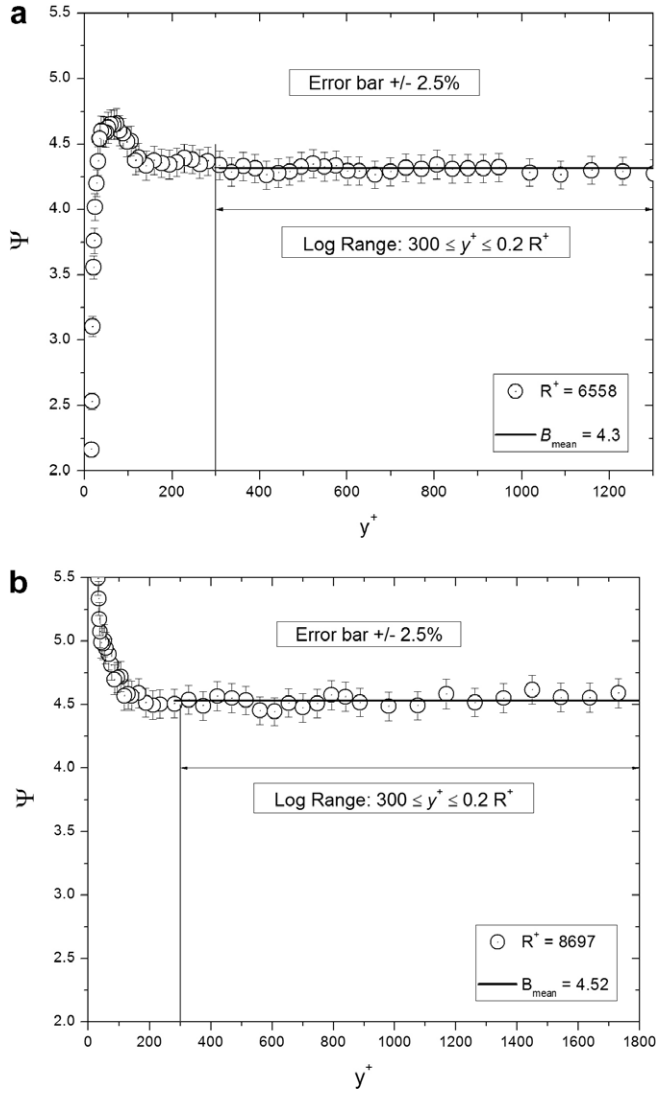 a
5.5
5.0
4.5
4.0
3.5
3.0
2.5
2.0
Ψ
Error bar +/- 2.5%
Log Range: 300 ≤ y⁺ ≤ 0.2 R⁺
R⁺ = 6558
B_mean = 4.3
0 200 400 600 800 1000 1200
y⁺
b
5.5
5.0
4.5
4.0
3.5
3.0
2.5
2.0
Ψ
Error bar +/- 2.5%
Log Range: 300 ≤ y⁺ ≤ 0.2 R⁺
R⁺ = 8697
B_mean = 4.52
0 200 400 600 800 1000 1200 1400 1600 1800
y⁺